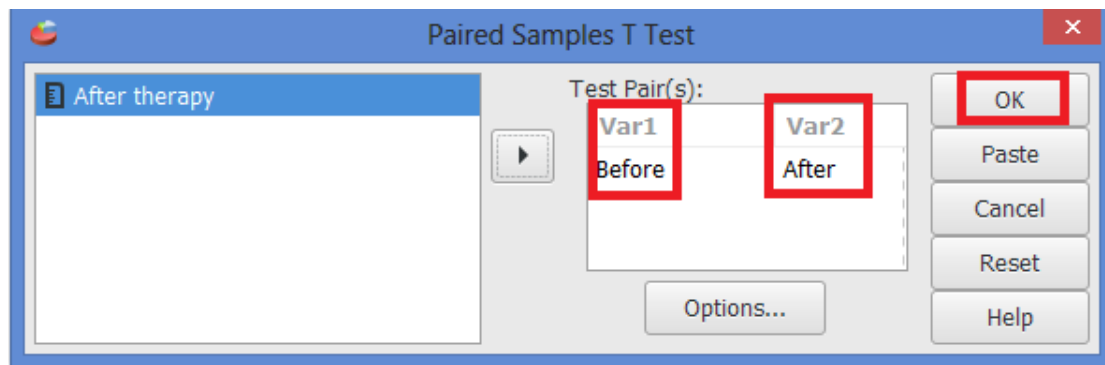 Paired Samples T Test
After therapy
Test Pair(s):
Var1 Var2
Before After
Options...
OK
Paste
Cancel
Reset
Help